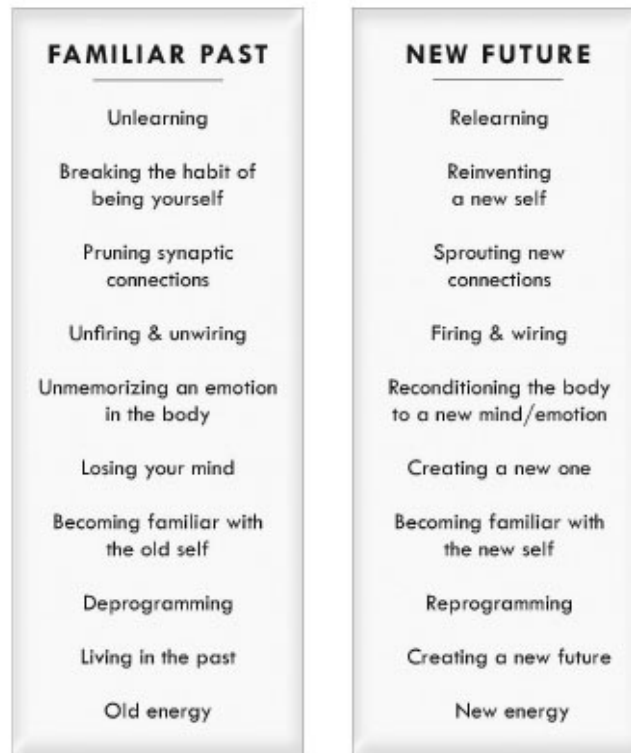 FAMILIAR PAST
Unlearning
Breaking the habit of
being yourself
Pruning synaptic
connections
Unfiring & unwiring
Unmemorizing an emotion
in the body
Losing your mind
Becoming familiar with
the old self
Deprogramming
Living in the past
Old energy
NEW FUTURE
Relearning
Reinventing
a new self
Sprouting new
connections
Firing & wiring
Reconditioning the body
to a new mind/emotion
Creating a new one
Becoming familiar with
the new self
Reprogramming
Creating a new future
New energy